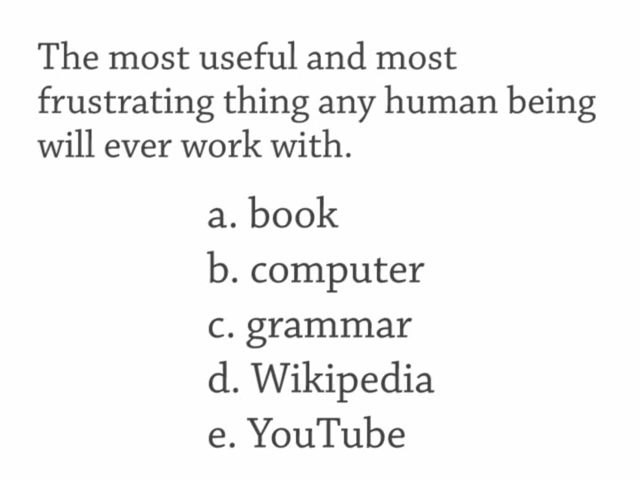 The most useful and most
frustrating thing any human being
will ever work with.
a. book
b. computer
c. grammar
d. Wikipedia
e. YouTube